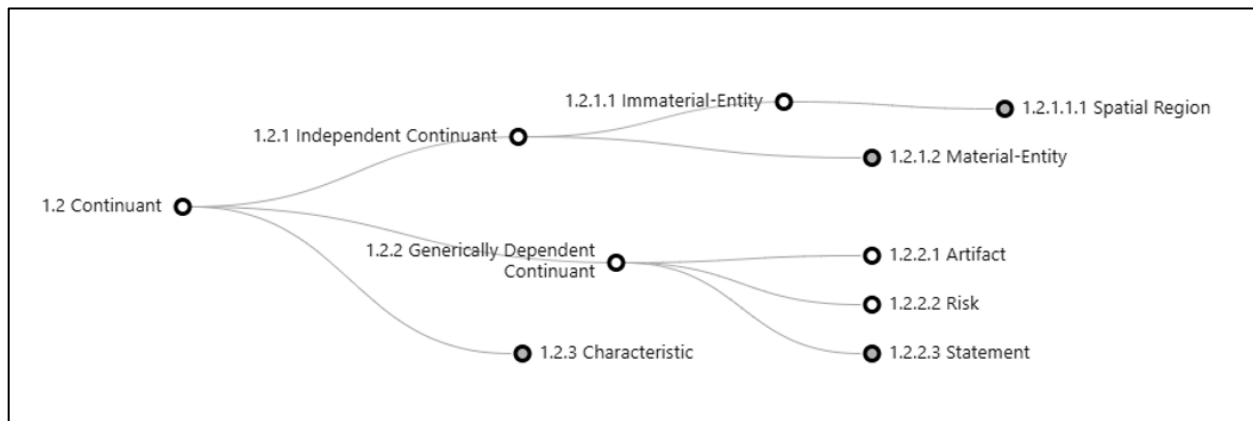 1.2.1.1 Immaterial-Entity
1.2.1.1.1 Spatial Region
1.2.1 Independent Continuant
1.2.1.2 Material-Entity
1.2 Continuant
1.2.2 Generically Dependent
Continuant
1.2.2.1 Artifact
1.2.2.2 Risk
1.2.3 Characteristic
1.2.2.3 Statement